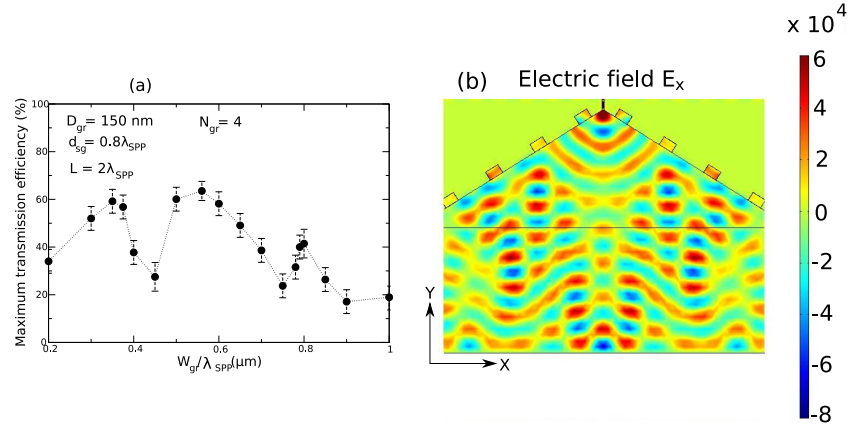 (a)
D_gr= 150 nm
N_gr= 4
d_sg= 0.8λ_SPP
L = 2λ_SPP
Maximum transmission efficiency (%)
100
80
60
40
20
0
0.2
0.4
0.6
0.8
1
W_gr/λ_SPP(μm)
(b)
Electric field E_x
Y
X
x 10^4
6
4
2
0
-2
-4
-6
-8